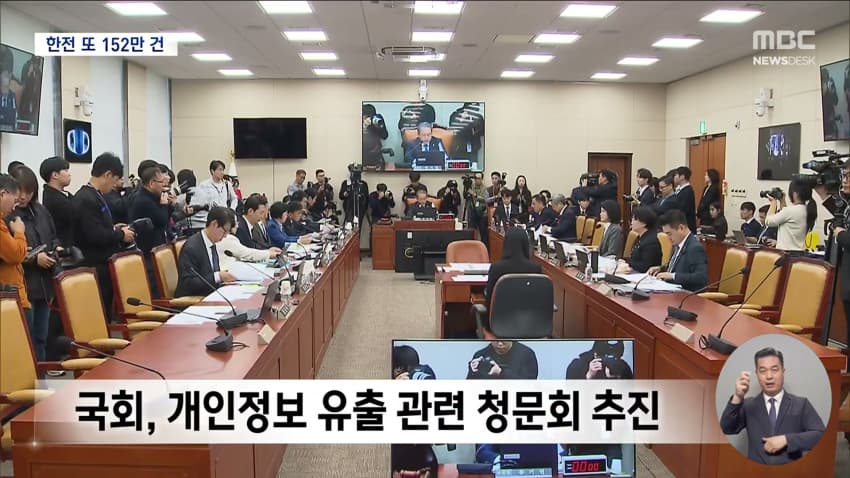 한전 또 152만 건
MBC
NEWSDESK
국회, 개인정보 유출 관련 청문회 추진